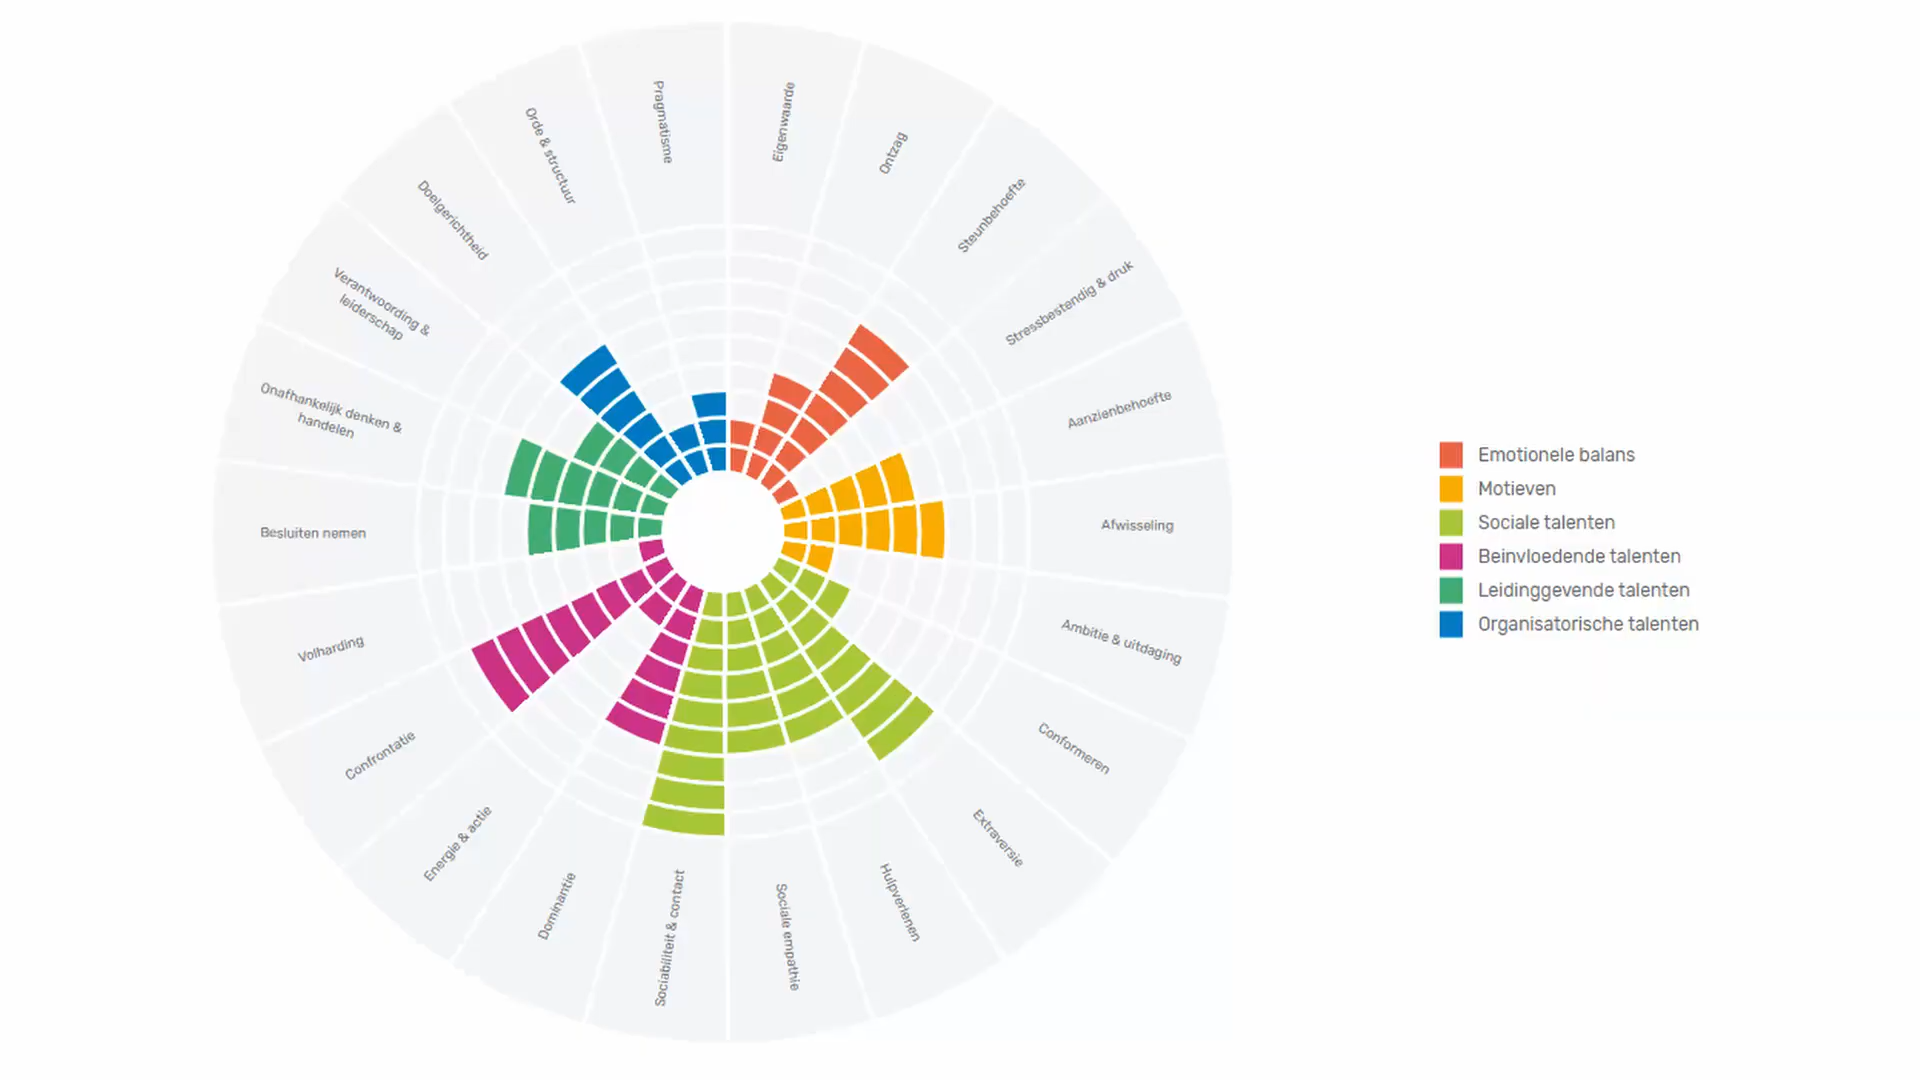 Pragmatisme
Eigenwaarde
Ontzag
Steunbehoefte
Stressbestendig & druk
Aanzienbehoefte
Afwisseling
Ambitie & uitdaging
Conformeren
Extraversie
Hulpverlenen
Sociale empathie
Sociabiliteit & contact
Dominantie
Energie & actie
Confrontatie
Volharding
Besluiten nemen
Onafhankelijk denken &
handelen
Verantwoording &
leiderschap
Doelgerichtheid
Orde & structuur
Emotionele balans
Motieven
Sociale talenten
Beinvloedende talenten
Leidinggevende talenten
Organisatorische talenten